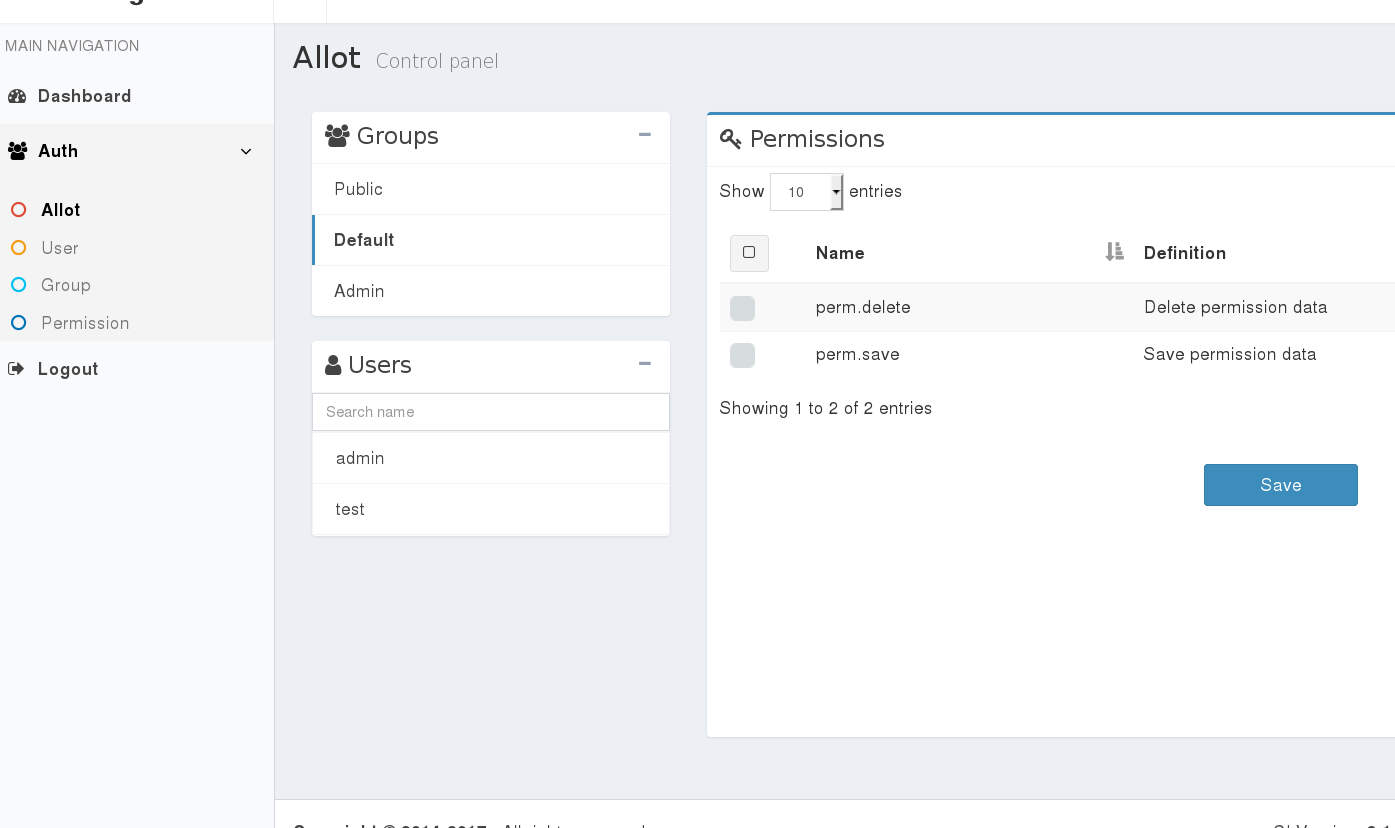 MAIN NAVIGATION
Dashboard
Auth
Allot
User
Group
Permission
Logout
Allot Control panel
Groups
Public
Default
Admin
Users
Search name
admin
test
Permissions
Show 10 entries
Name Definition
perm.delete Delete permission data
perm.save Save permission data
Showing 1 to 2 of 2 entries
Save